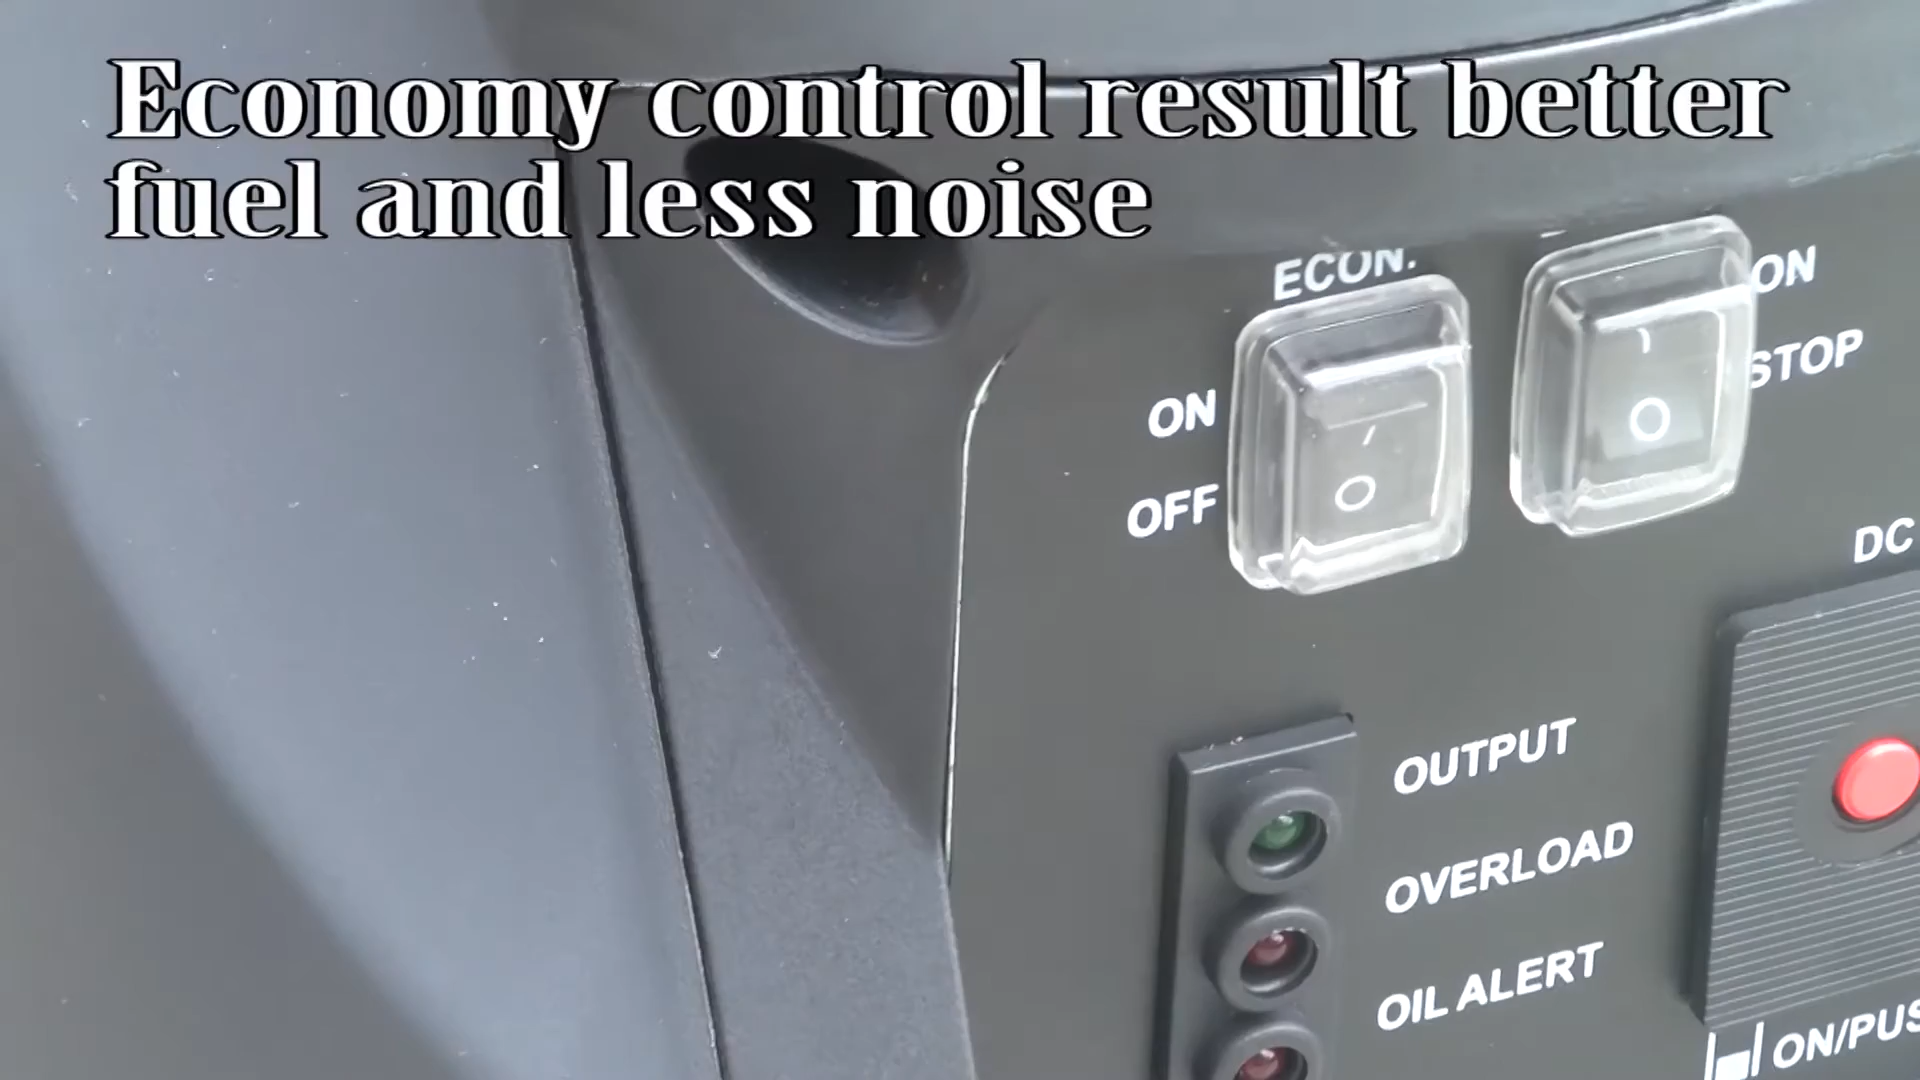 Economy control result better
fuel and less noise
ECON.
ON
ON
STOP
OFF
DC
OUTPUT
OVERLOAD
OIL ALERT